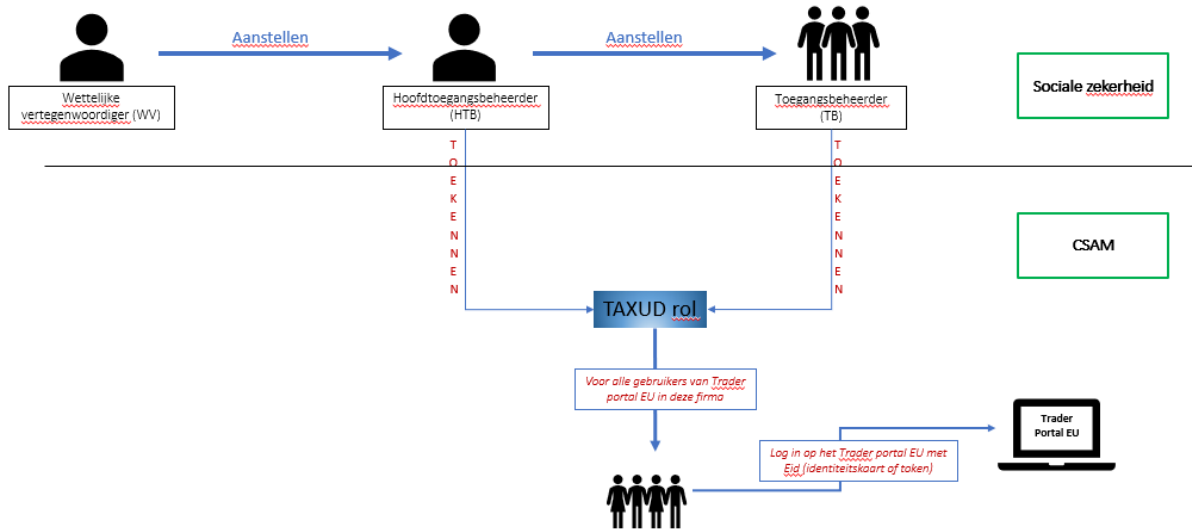 Aanstellen
Aanstellen
Wettelijke
vertegenwoordiger (WV)
Hoofdtoegangsbeheerder
(HTB)
Toegangsbeheerder
(TB)
Sociale zekerheid
TOEKENNEN
TOEKENNEN
CSAM
TAXUD rol
Voor alle gebruikers van Trader
portal EU in deze firma
Trader
Portal EU
Log in op het Trader portal EU met
Eid (identiteitskaart of token)